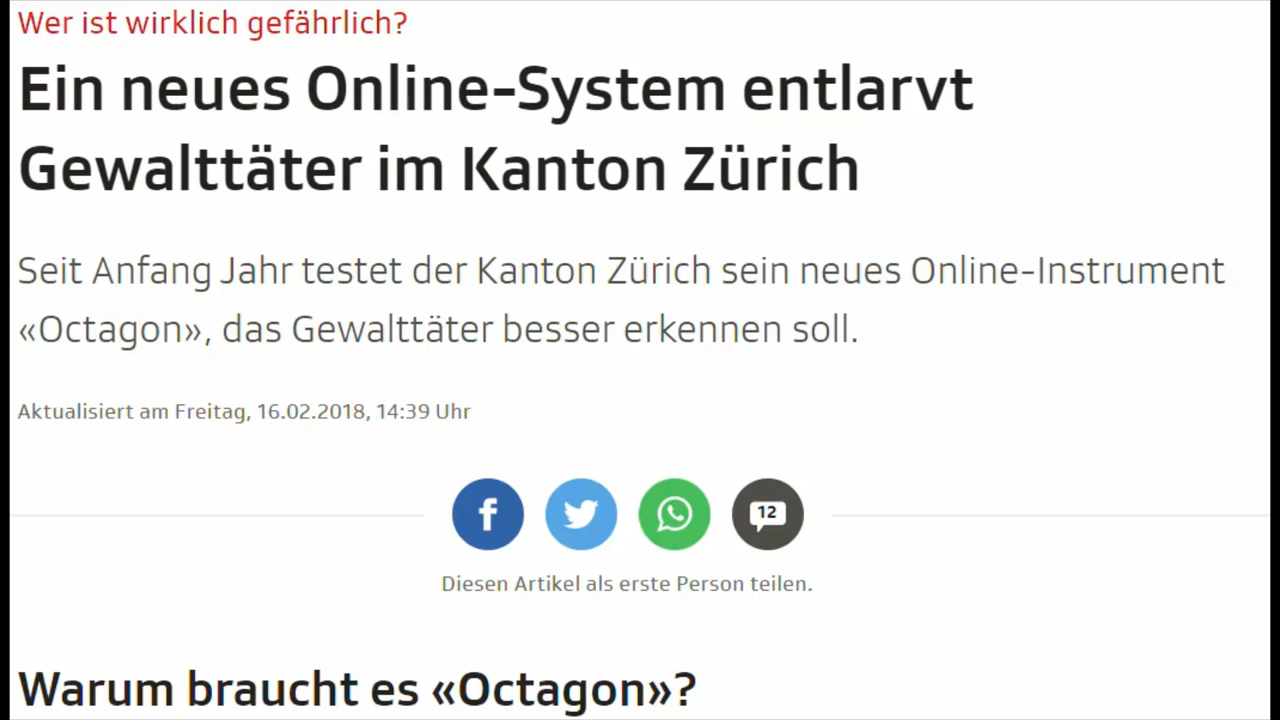 Wer ist wirklich gefährlich?
Ein neues Online-System entlarvt
Gewalttäter im Kanton Zürich
Seit Anfang Jahr testet der Kanton Zürich sein neues Online-Instrument
«Octagon», das Gewalttäter besser erkennen soll.
Aktualisiert am Freitag, 16.02.2018, 14:39 Uhr
f
12
Diesen Artikel als erste Person teilen.
Warum braucht es «Octagon»?